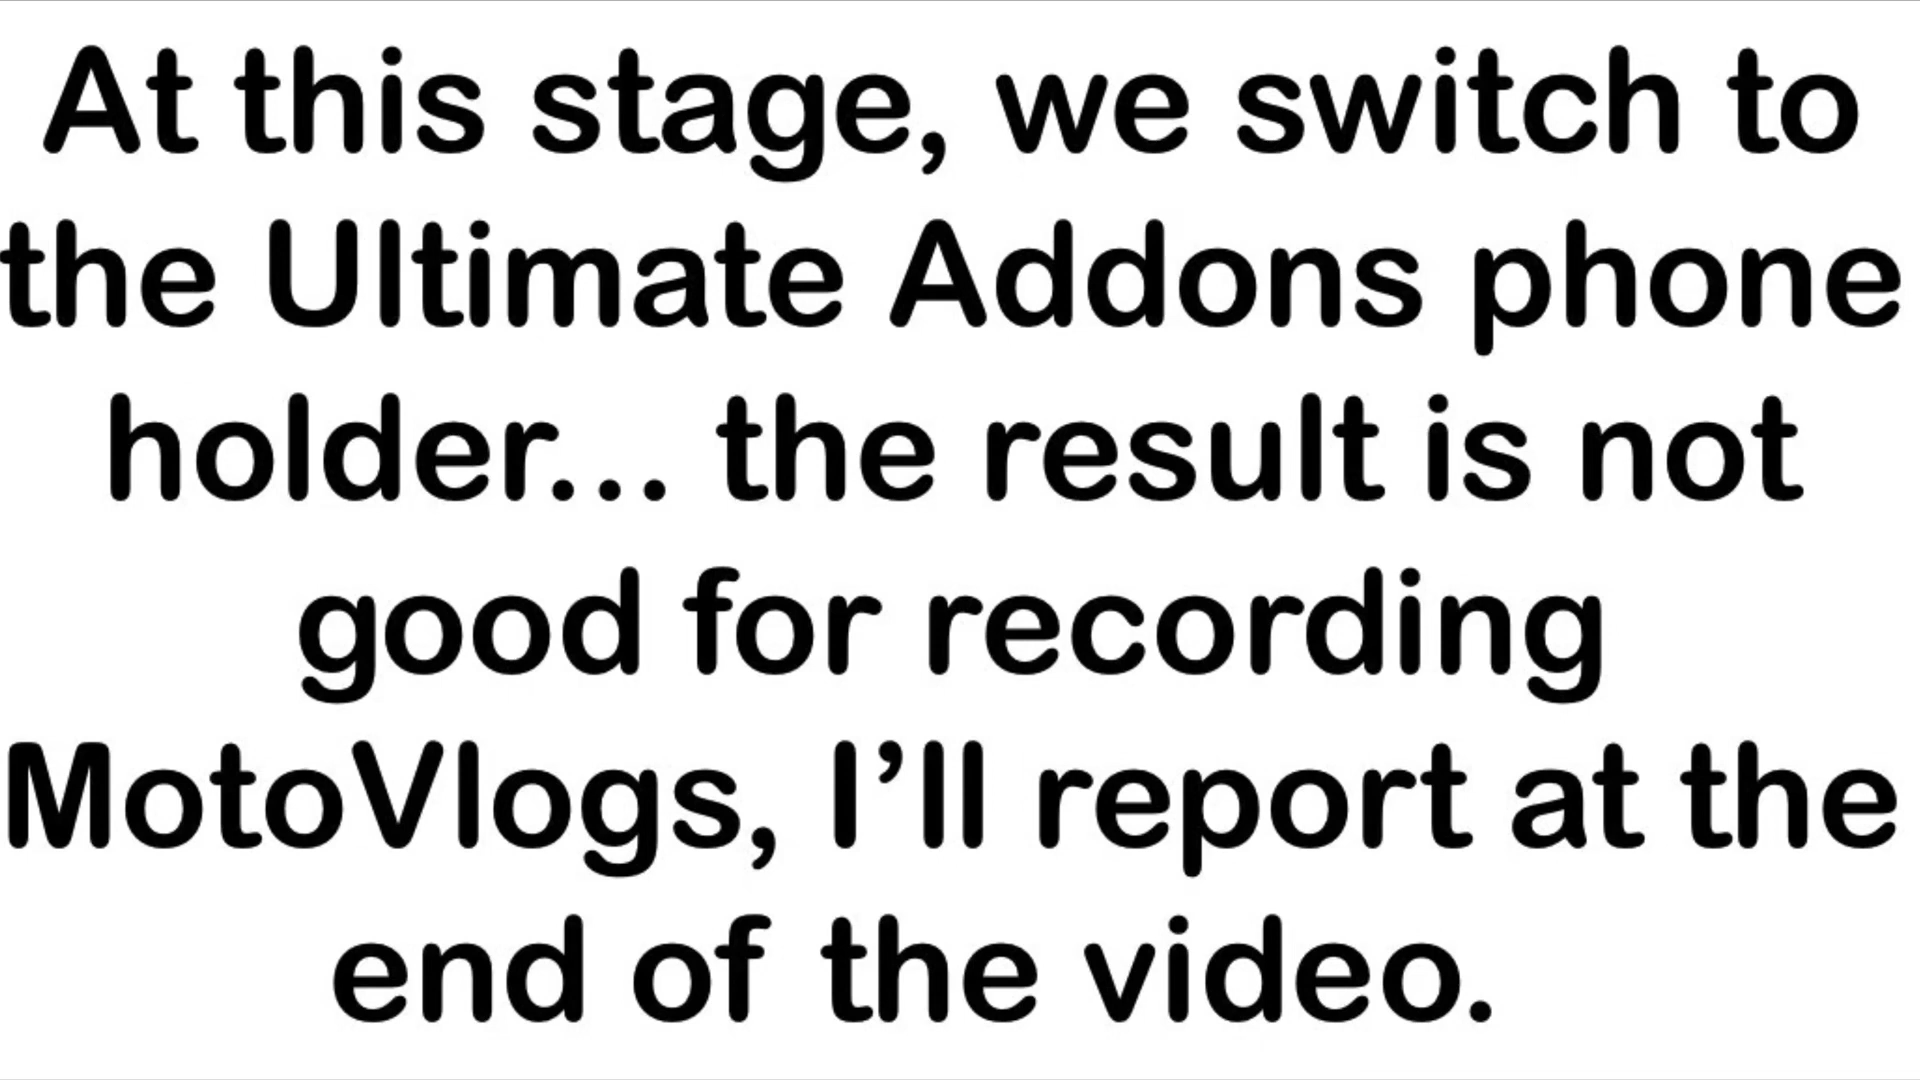 At this stage, we switch to
the Ultimate Addons phone
holder... the result is not
good for recording
MotoVlogs, I’ll report at the
end of the video.